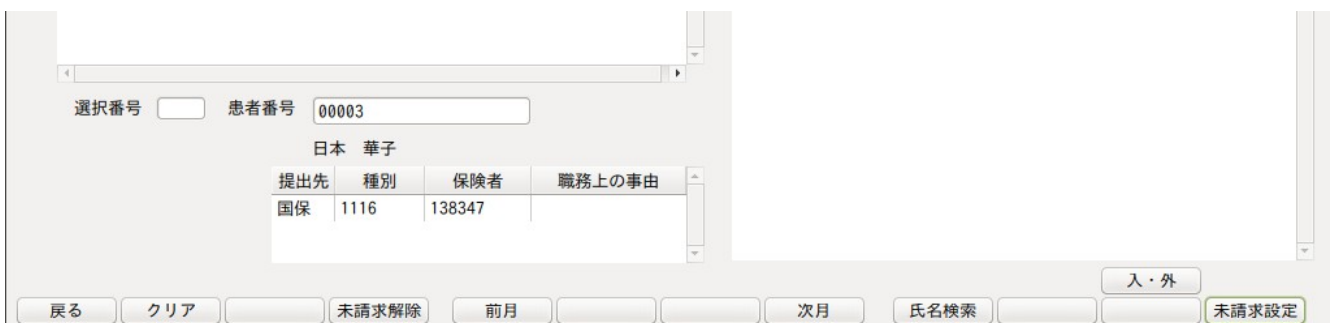 選択番号 患者番号 00003
日本 華子
提出先 種別 保険者 職務上の事由
国保 1116 138347
入・外
戻る クリア 未請求解除 前月 次月 氏名検索 未請求設定